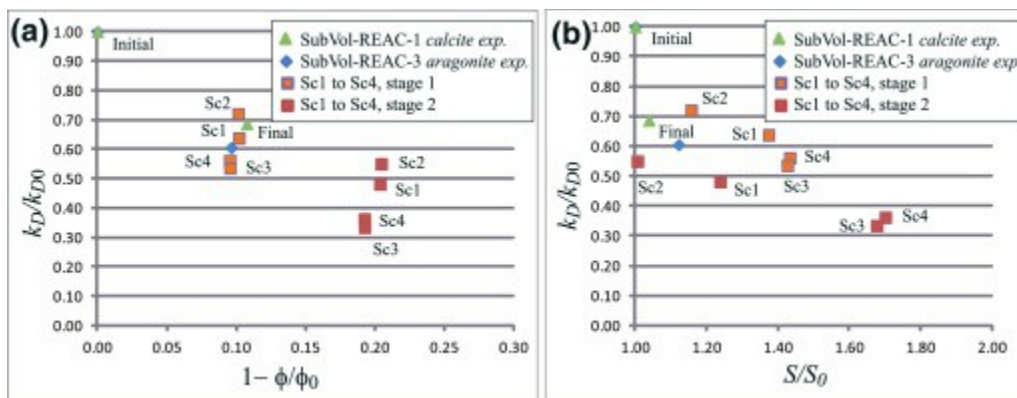 (a)
1.00
0.90
0.80
0.70
0.60
0.50
0.40
0.30
0.20
0.10
0.00
k_D/k_D0
0.00 0.05 0.10 0.15 0.20 0.25 0.30
1− ϕ/ϕ0
Initial
SubVol-REAC-1 calcite exp.
SubVol-REAC-3 aragonite exp.
Sc1 to Sc4, stage 1
Sc1 to Sc4, stage 2
Sc2
Sc1
Final
Sc4
Sc3
Sc2
Sc1
Sc4
Sc3
(b)
1.00
0.90
0.80
0.70
0.60
0.50
0.40
0.30
0.20
0.10
0.00
k_D/k_D0
1.00 1.20 1.40 1.60 1.80 2.00
S/S0
Initial
SubVol-REAC-1 calcite exp.
SubVol-REAC-3 aragonite exp.
Sc1 to Sc4, stage 1
Sc1 to Sc4, stage 2
Sc2
Final
Sc1
Sc4
Sc3
Sc2
Sc1
Sc4
Sc3